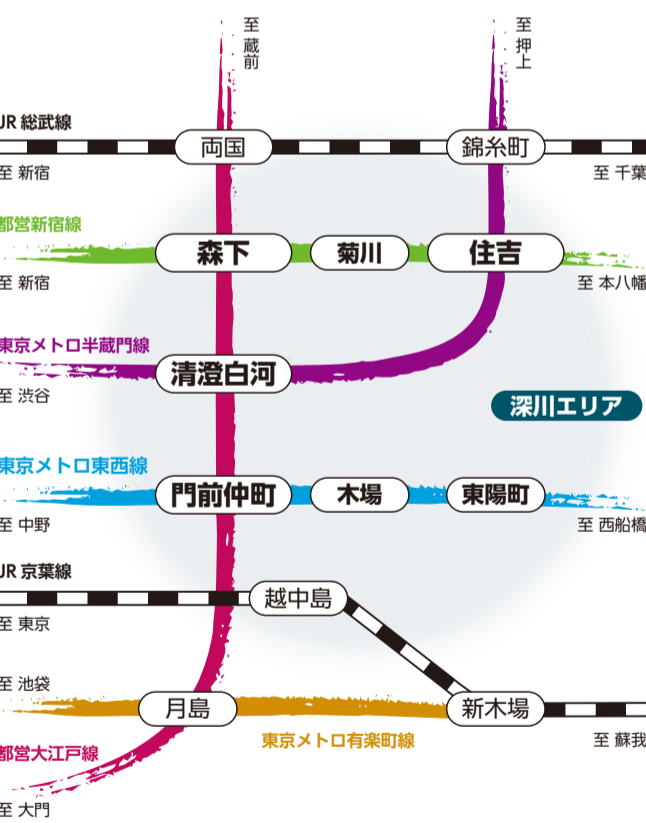 至 蔵前
至 押上
JR 総武線
両国
錦糸町
至 新宿
至 千葉
都営新宿線
森下
菊川
住吉
至 新宿
至 本八幡
東京メトロ半蔵門線
清澄白河
至 渋谷
深川エリア
東京メトロ東西線
門前仲町
木場
東陽町
至 中野
至 西船橋
JR 京葉線
越中島
至 東京
至 池袋
月島
新木場
東京メトロ有楽町線
至 蘇我
都営大江戸線
至 大門